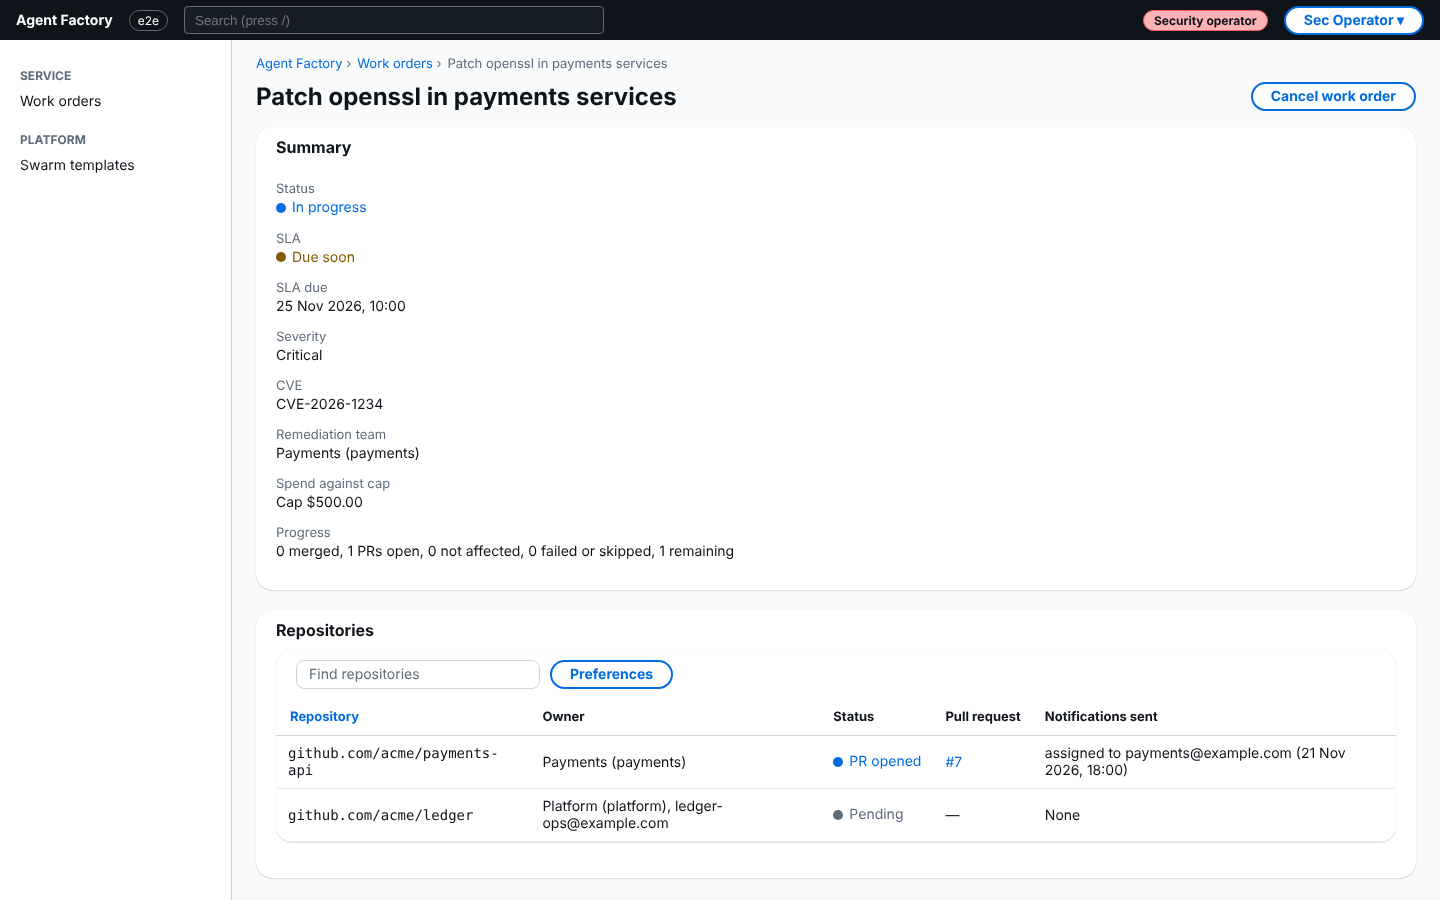 Agent Factory
e2e
Search (press /)
Security operator
Sec Operator ▾
SERVICE
Work orders
PLATFORM
Swarm templates
Agent Factory › Work orders › Patch openssl in payments services
Patch openssl in payments services
Cancel work order
Summary
Status
In progress
SLA
Due soon
SLA due
25 Nov 2026, 10:00
Severity
Critical
CVE
CVE-2026-1234
Remediation team
Payments (payments)
Spend against cap
Cap $500.00
Progress
0 merged, 1 PRs open, 0 not affected, 0 failed or skipped, 1 remaining
Repositories
Find repositories
Preferences
Repository Owner Status Pull request Notifications sent
github.com/acme/payments-
api
Payments (payments)
PR opened
#7
assigned to payments@example.com (21 Nov
2026, 18:00)
github.com/acme/ledger
Platform (platform), ledger-
ops@example.com
Pending
—
None